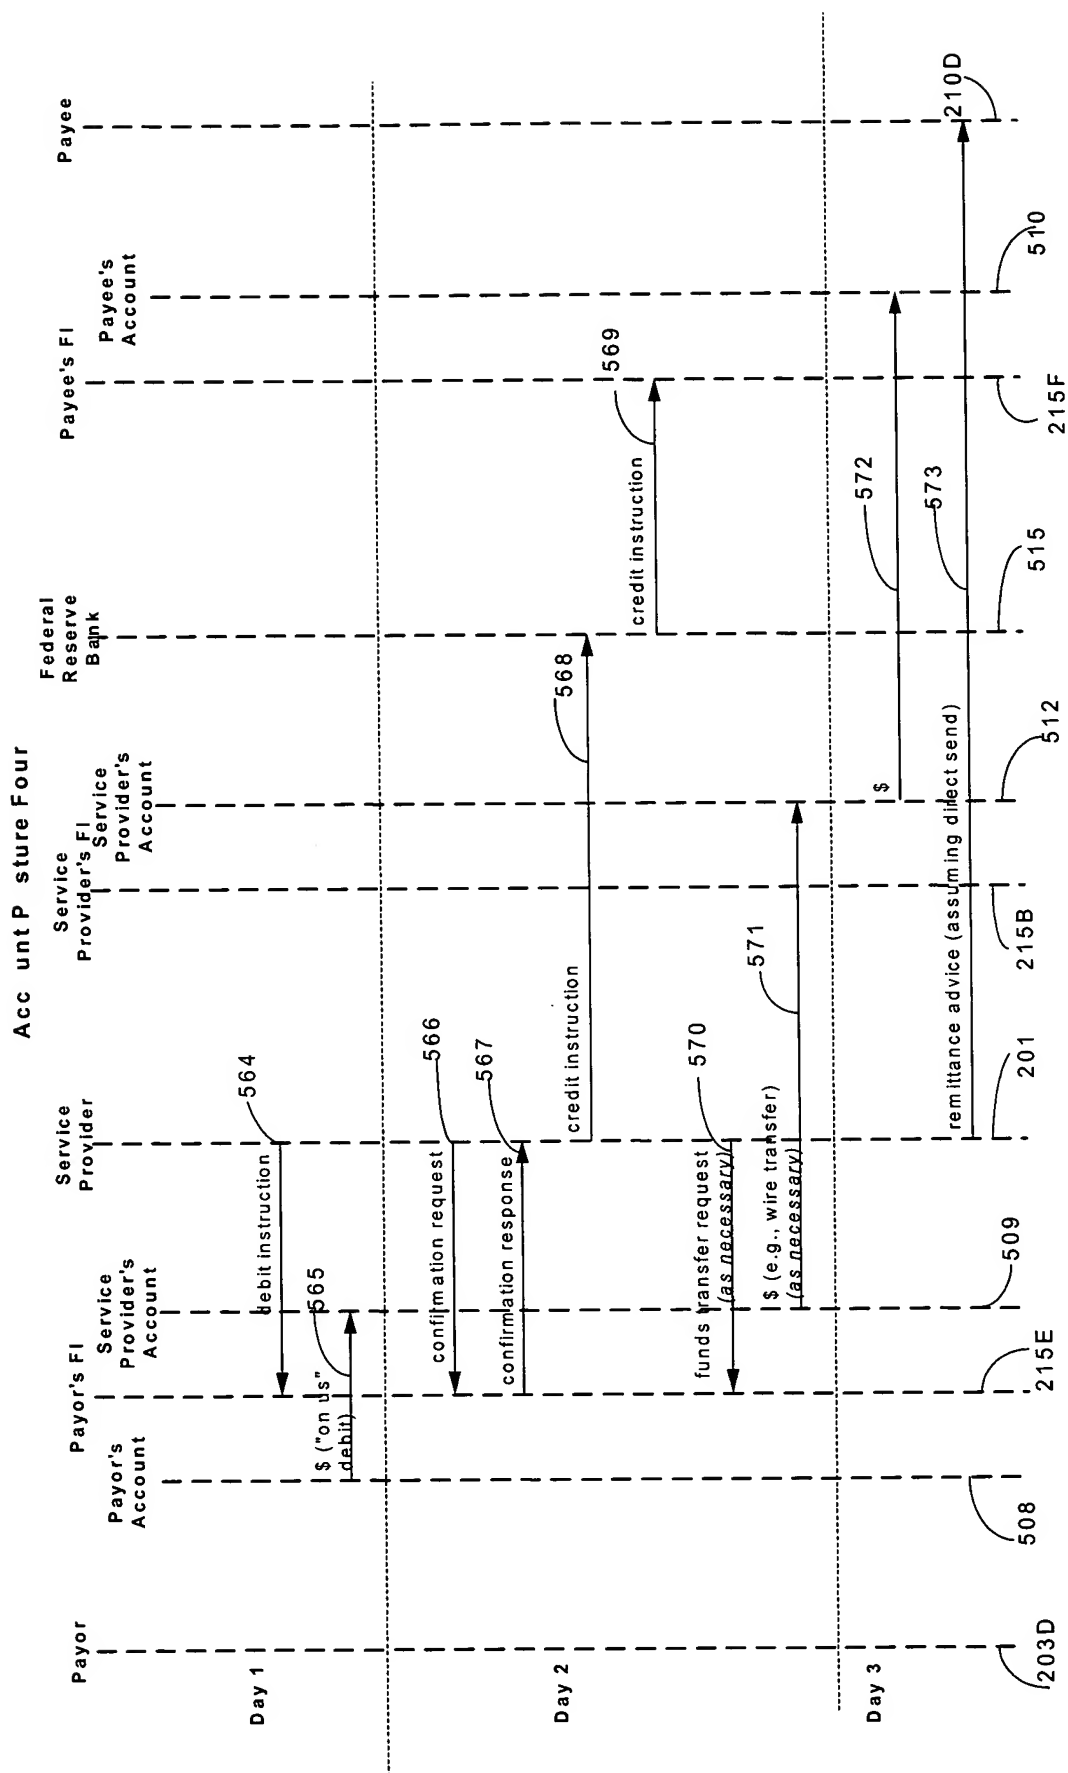 Acc unt P sture Four
Payor
Payor's
Account
Payor's FI
Service
Provider's
Account
Service
Provider
Service
Provider's FI
Service
Provider's
Account
Federal
Reserve
Bank
Payee's FI
Payee's
Account
Payee
Day 1
debit instruction
564
$ ("on us"
debit)
565
Day 2
confirmation request
566
confirmation response
567
credit instruction
568
credit instruction
569
funds transfer request
(as necessary)
570
$ (e.g., wire transfer)
(as necessary)
571
Day 3
$
572
remittance advice (assuming direct send)
573
203D
508
215E
509
201
215B
512
515
215F
510
210D